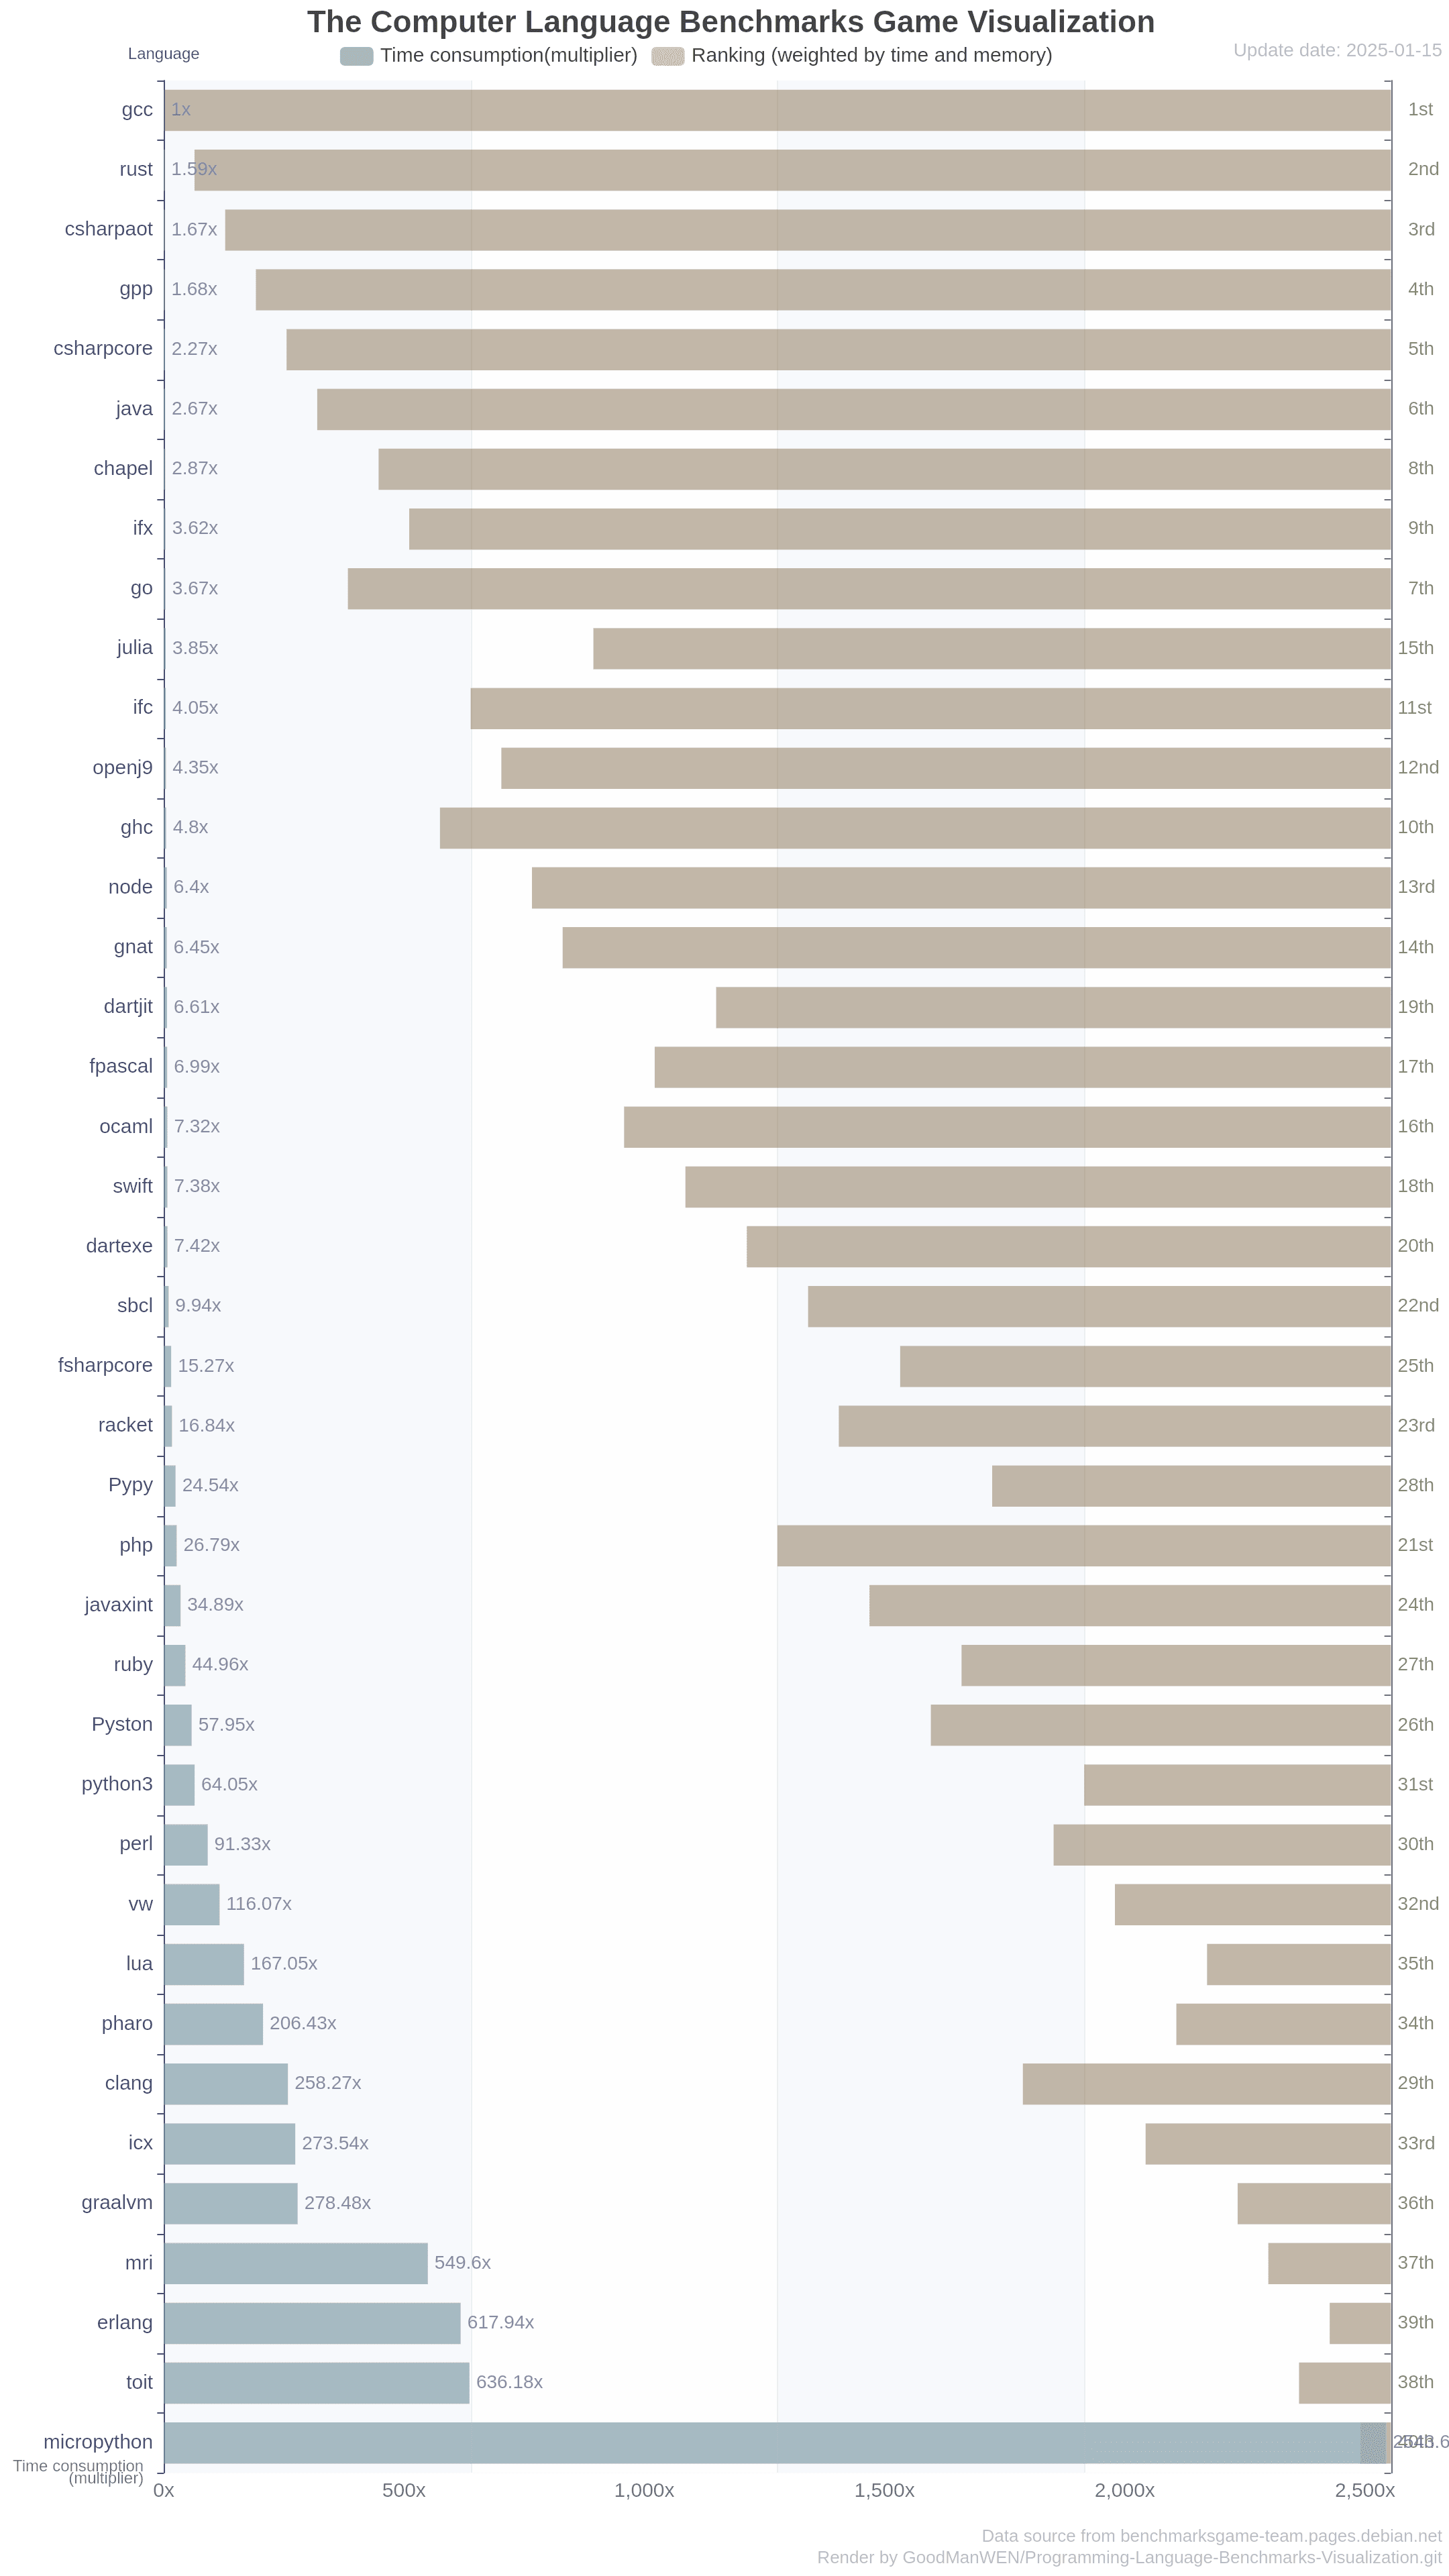 The Computer Language Benchmarks Game Visualization
Language Time consumption(multiplier) Ranking (weighted by time and memory) Update date: 2025-01-15
gcc 1x 1st
rust 1.59x 2nd
csharpaot 1.67x 3rd
gpp 1.68x 4th
csharpcore 2.27x 5th
java 2.67x 6th
chapel 2.87x 8th
ifx 3.62x 9th
go 3.67x 7th
julia 3.85x 15th
ifc 4.05x 11st
openj9 4.35x 12nd
ghc 4.8x 10th
node 6.4x 13rd
gnat 6.45x 14th
dartjit 6.61x 19th
fpascal 6.99x 17th
ocaml 7.32x 16th
swift 7.38x 18th
dartexe 7.42x 20th
sbcl 9.94x 22nd
fsharpcore 15.27x 25th
racket 16.84x 23rd
Pypy 24.54x 28th
php 26.79x 21st
javaxint 34.89x 24th
ruby 44.96x 27th
Pyston 57.95x 26th
python3 64.05x 31st
perl 91.33x 30th
vw 116.07x 32nd
lua 167.05x 35th
pharo 206.43x 34th
clang 258.27x 29th
icx 273.54x 33rd
graalvm 278.48x 36th
mri 549.6x 37th
erlang 617.94x 39th
toit 636.18x 38th
micropython
Time consumption
(multiplier)
0x 500x 1,000x 1,500x 2,000x 2,500x
Data source from benchmarksgame-team.pages.debian.net
Render by GoodManWEN/Programming-Language-Benchmarks-Visualization.git